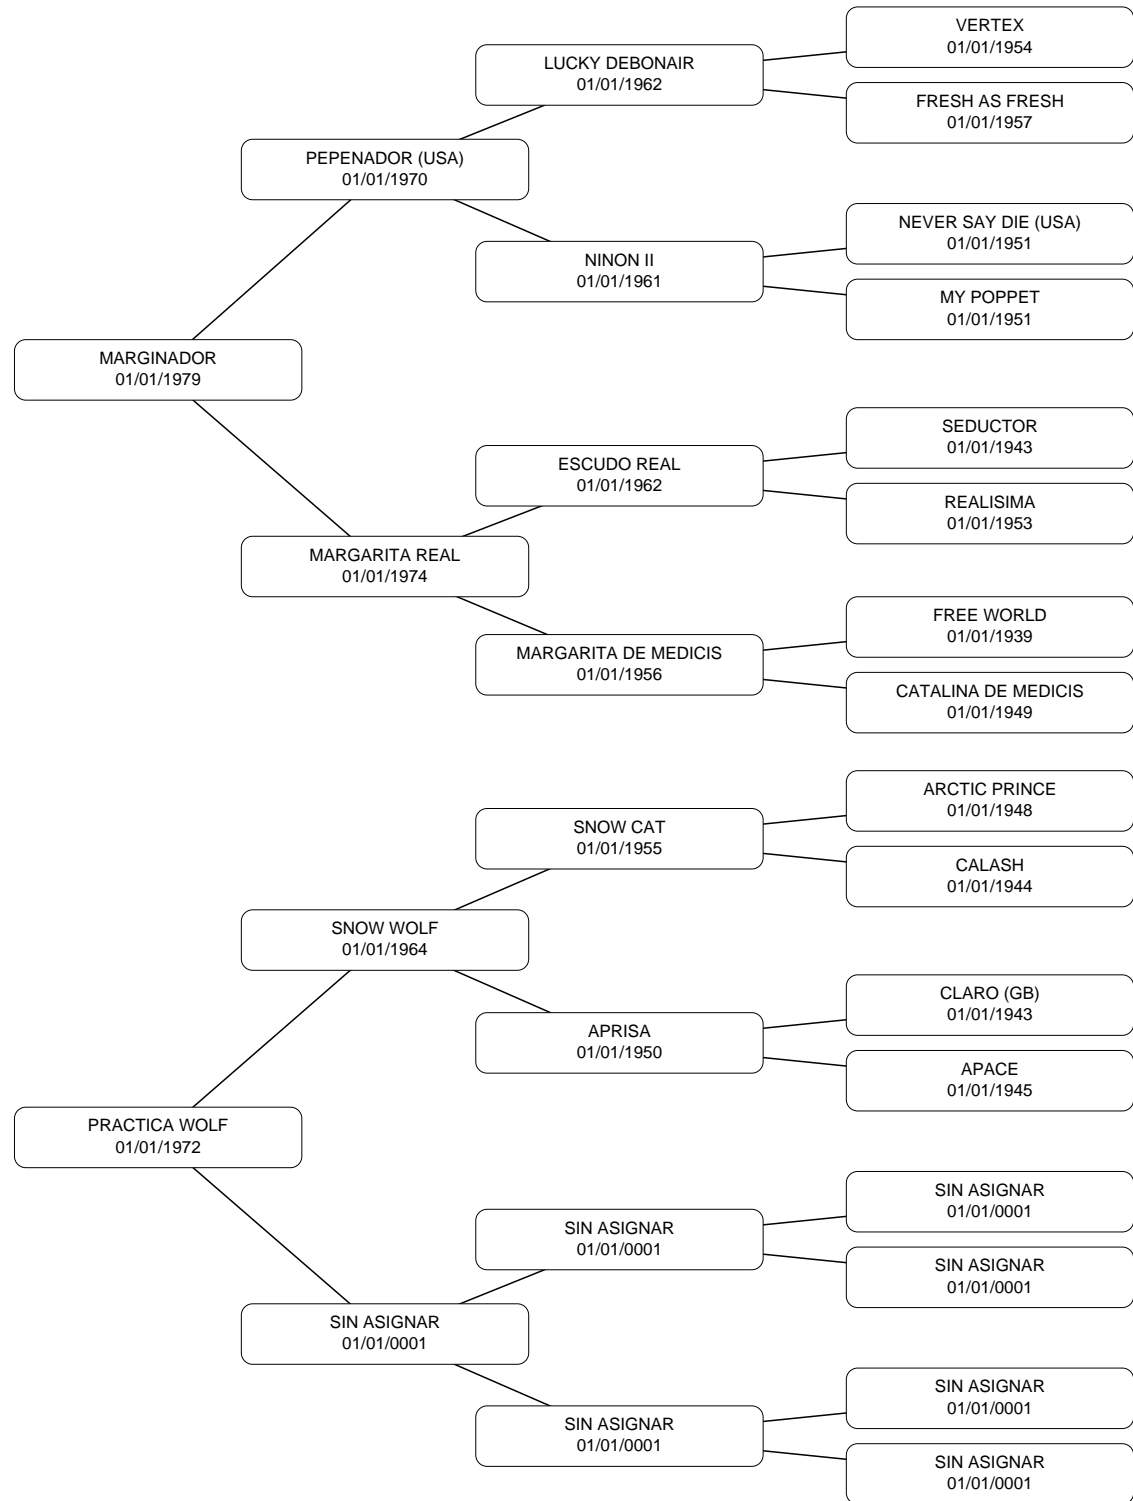 VERTEX
01/01/1954
LUCKY DEBONAIR
01/01/1962
FRESH AS FRESH
01/01/1957
PEPENADOR (USA)
01/01/1970
NEVER SAY DIE (USA)
01/01/1951
NINON II
01/01/1961
MY POPPET
01/01/1951
MARGINADOR
01/01/1979
SEDUCTOR
01/01/1943
ESCUDO REAL
01/01/1962
REALISIMA
01/01/1953
MARGARITA REAL
01/01/1974
FREE WORLD
01/01/1939
MARGARITA DE MEDICIS
01/01/1956
CATALINA DE MEDICIS
01/01/1949
ARCTIC PRINCE
01/01/1948
SNOW CAT
01/01/1955
CALASH
01/01/1944
SNOW WOLF
01/01/1964
CLARO (GB)
01/01/1943
APRISA
01/01/1950
APACE
01/01/1945
PRACTICA WOLF
01/01/1972
SIN ASIGNAR
01/01/0001
SIN ASIGNAR
01/01/0001
SIN ASIGNAR
01/01/0001
SIN ASIGNAR
01/01/0001
SIN ASIGNAR
01/01/0001
SIN ASIGNAR
01/01/0001
SIN ASIGNAR
01/01/0001